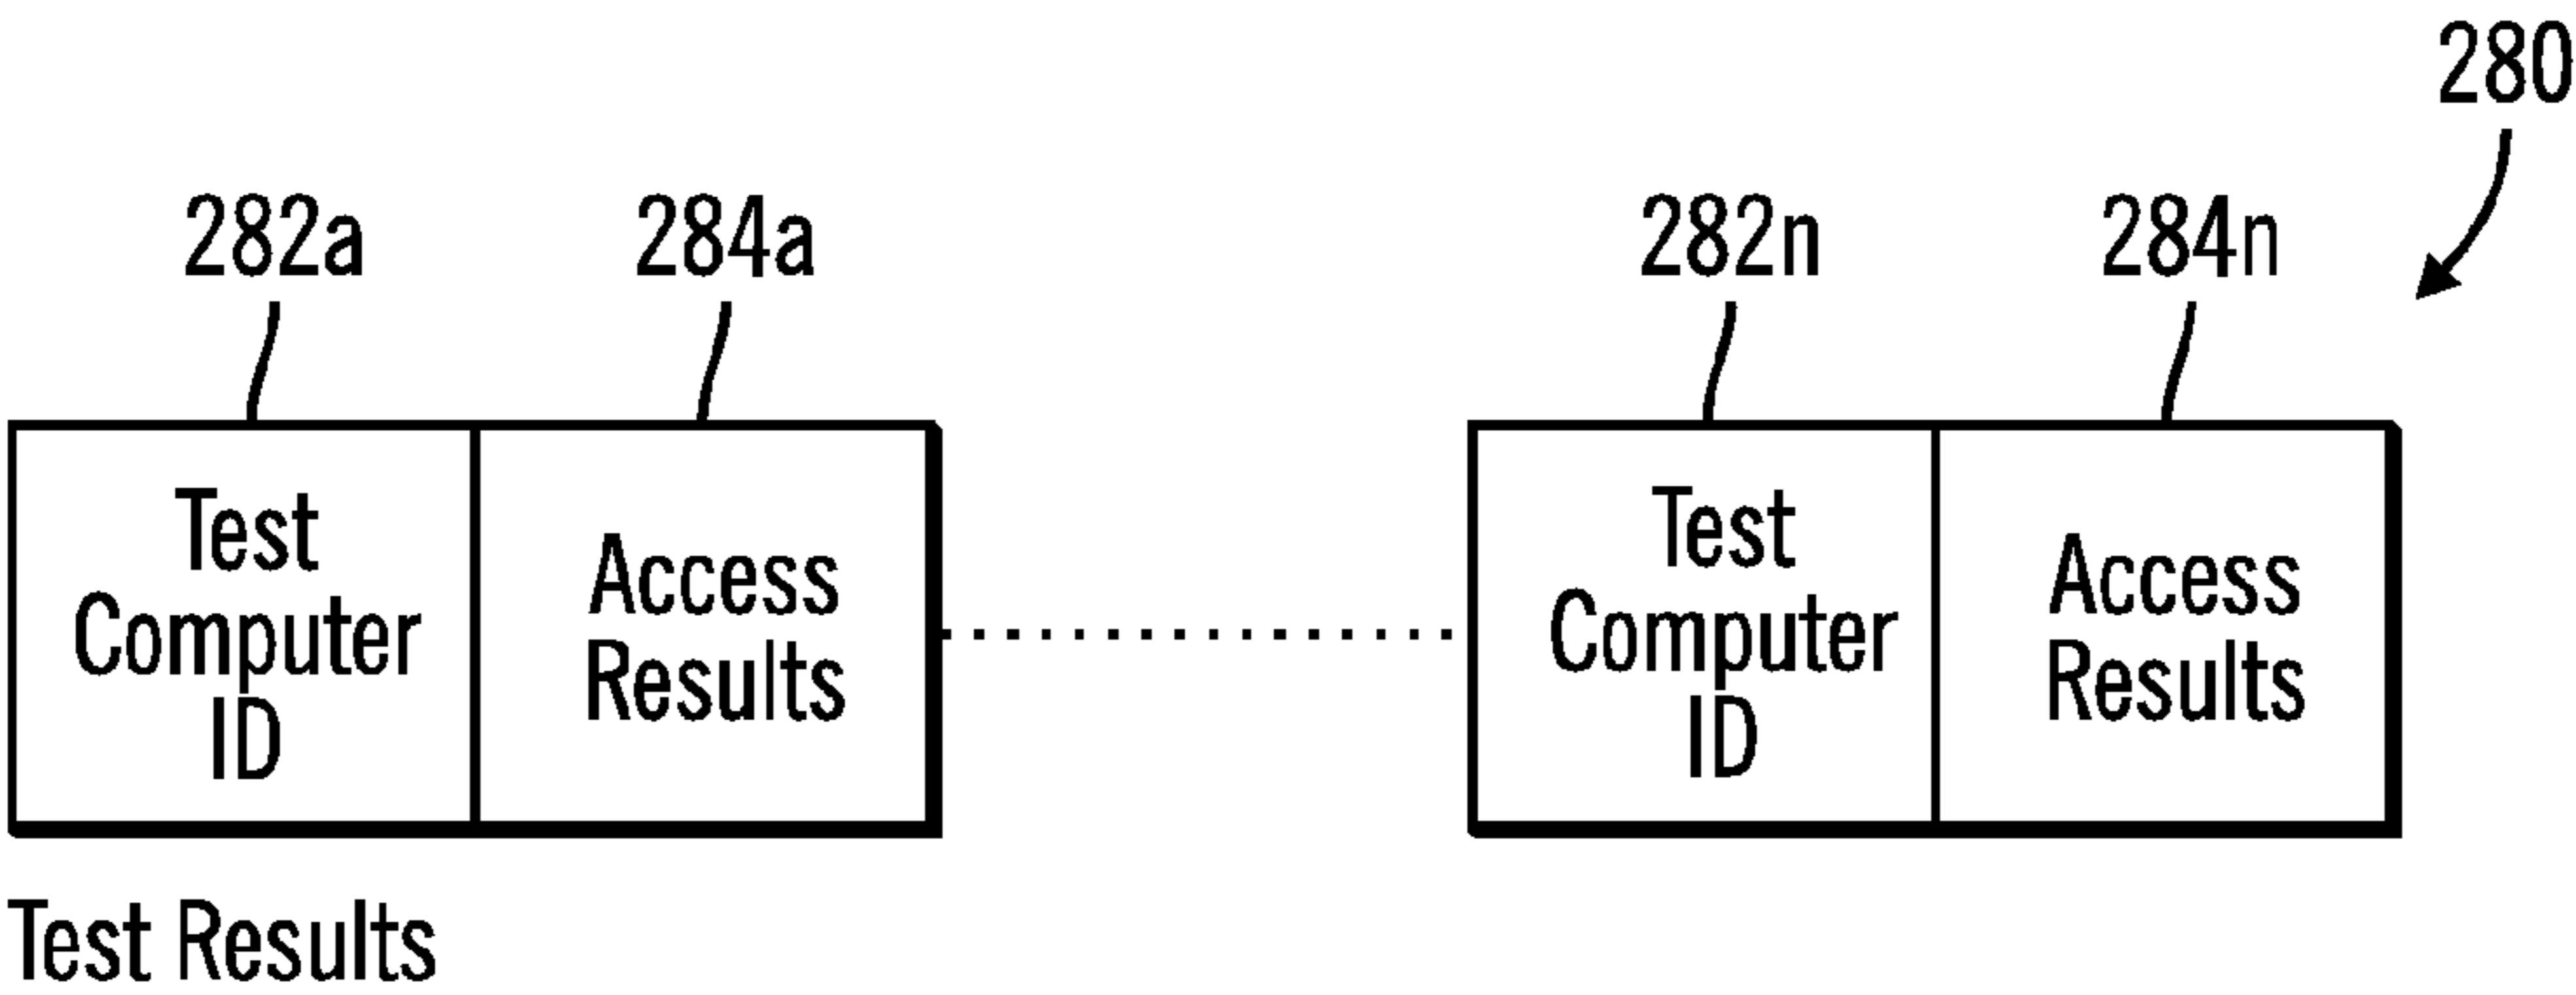 280
282a 284a 282n 284n
Test
Computer
ID
Access
Results
Test
Computer
ID
Access
Results
Test Results